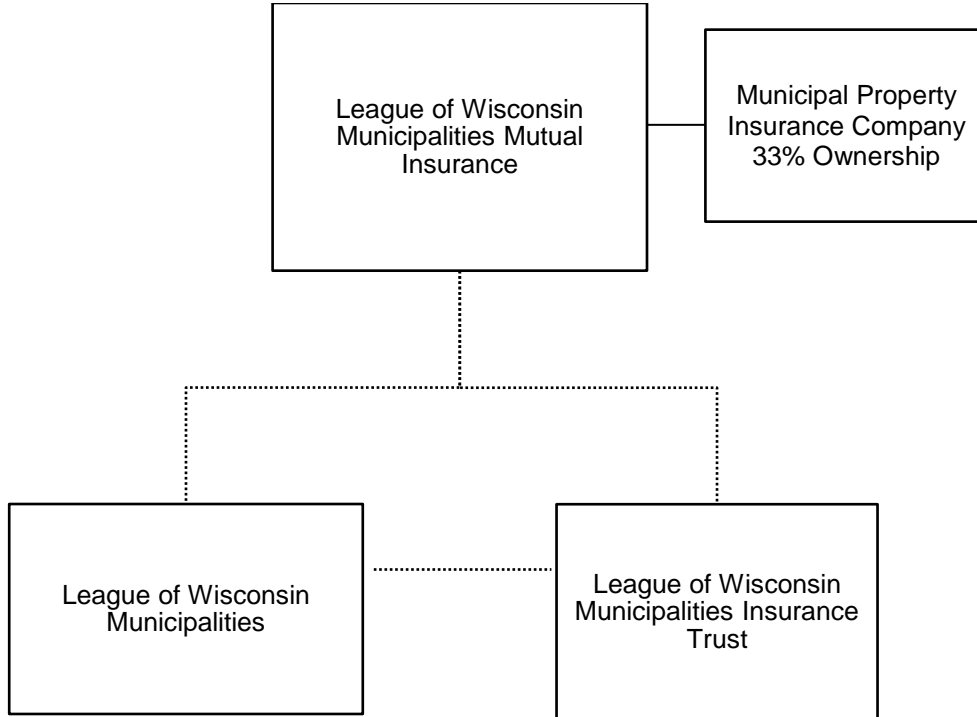 League of Wisconsin
Municipalities Mutual
Insurance
Municipal Property
Insurance Company
33% Ownership
League of Wisconsin
Municipalities
League of Wisconsin
Municipalities Insurance
Trust